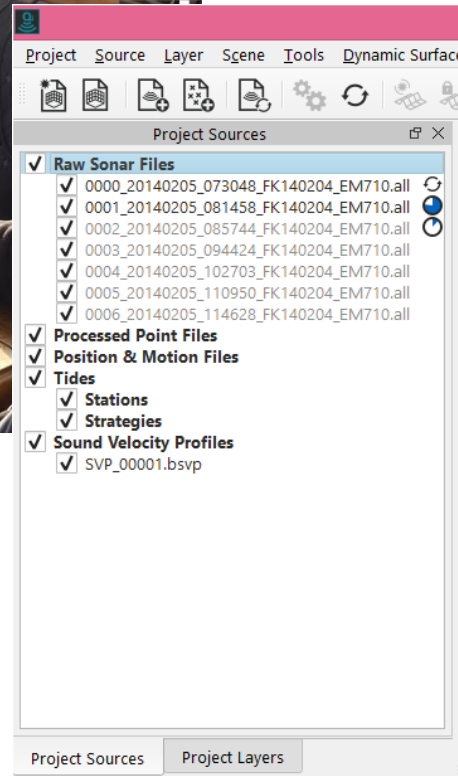 Project Source Layer Scene Tools Dynamic Surface
Project Sources
Raw Sonar Files
0000_20140205_073048_FK140204_EM710.all
0001_20140205_081458_FK140204_EM710.all
0002_20140205_085744_FK140204_EM710.all
0003_20140205_094424_FK140204_EM710.all
0004_20140205_102703_FK140204_EM710.all
0005_20140205_110950_FK140204_EM710.all
0006_20140205_114628_FK140204_EM710.all
Processed Point Files
Position & Motion Files
Tides
Stations
Strategies
Sound Velocity Profiles
SVP_00001.bsvp
Project Sources Project Layers